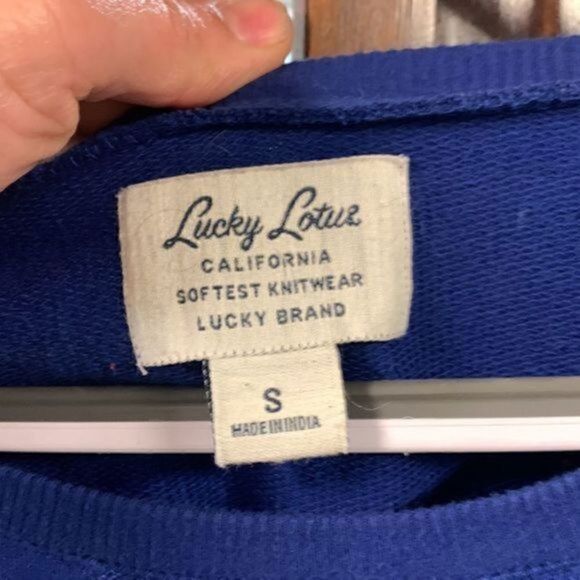 Lucky Lotus
CALIFORNIA
SOFTEST KNITWEAR
LUCKY BRAND
S
MADE IN INDIA